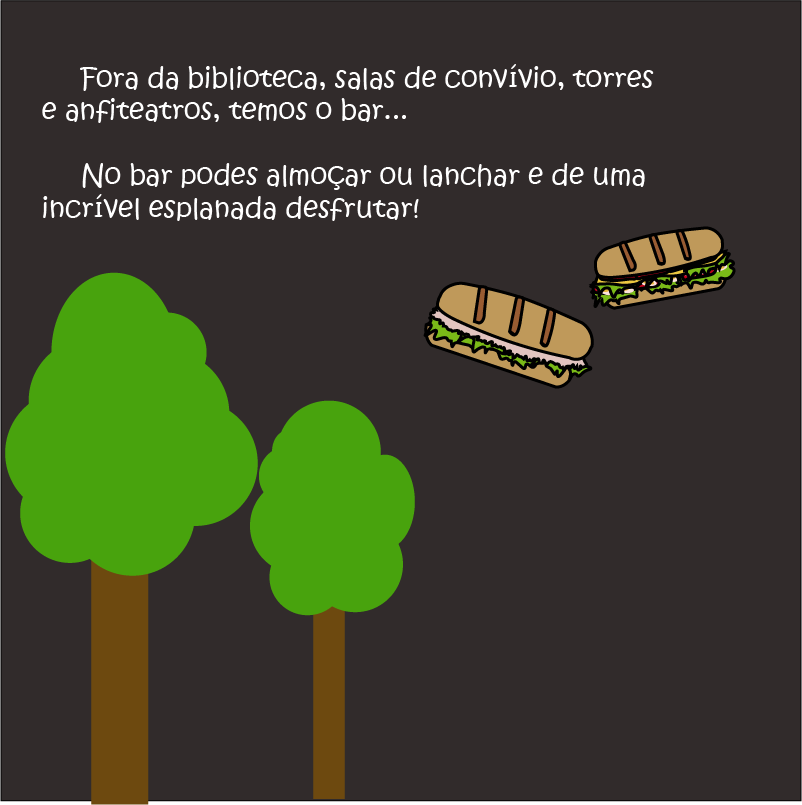 Fora da biblioteca, salas de convívio, torres
e anfiteatros, temos o bar...
No bar podes almoçar ou lanchar e de uma
incrível esplanada desfrutar!